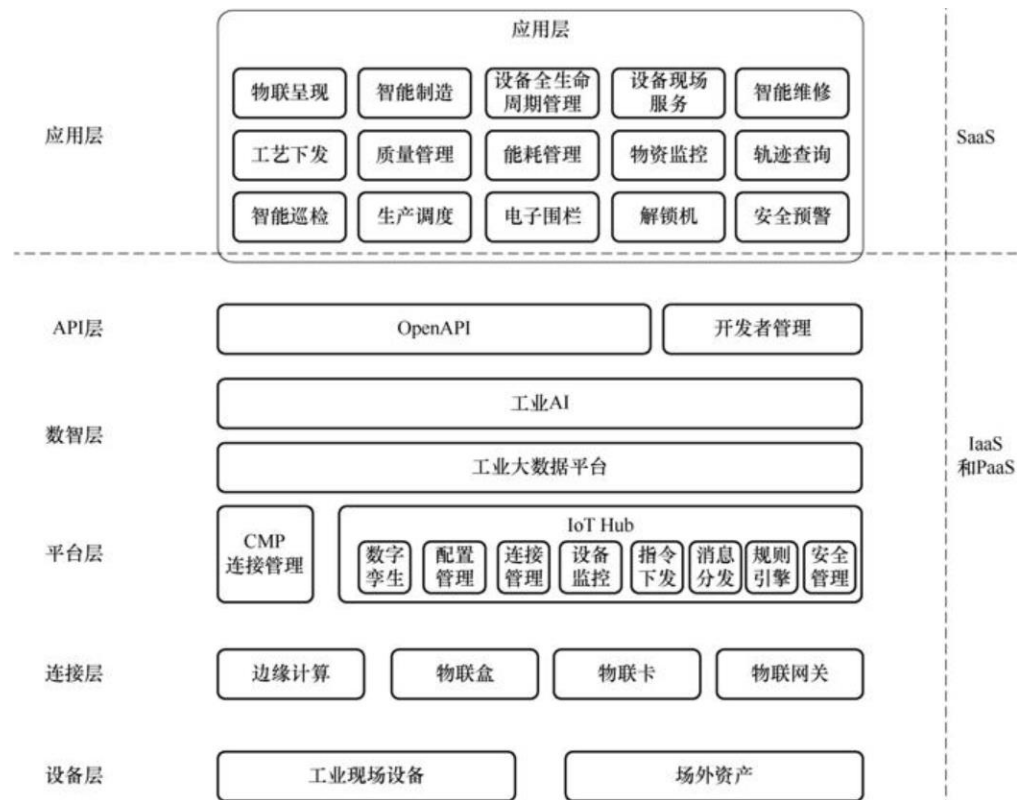 应用层
应用层
物联呈现
智能制造
设备全生命
周期管理
设备现场
服务
智能维修
工艺下发
质量管理
能耗管理
物资监控
轨迹查询
智能巡检
生产调度
电子围栏
解锁机
安全预警
SaaS
API层
OpenAPI
开发者管理
数智层
工业AI
工业大数据平台
IaaS
和PaaS
平台层
CMP
连接管理
IoT Hub
数字
孪生
配置
管理
连接
管理
设备
监控
指令
下发
消息
分发
规则
引擎
安全
管理
连接层
边缘计算
物联盒
物联卡
物联网关
设备层
工业现场设备
场外资产